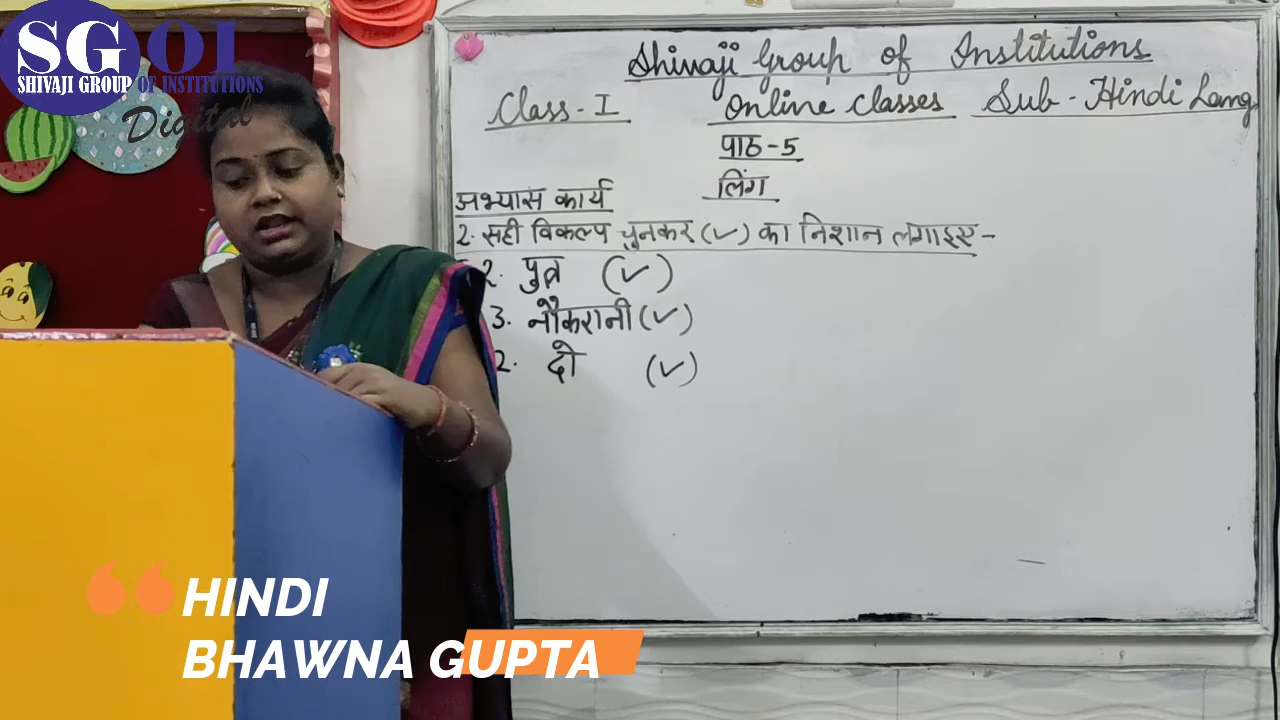 SGOI
SHIVAJI GROUP OF INSTITUTIONS
Digital
Shivaji Group of Institutions
Class - I Online Classes Sub - Hindi Lang
पाठ-5
लिंग
अभ्यास कार्य
2. सही विकल्प चुनकर (✓) का निशान लगाइए -
2. पुत्र (✓)
3. नौकरानी (✓)
2. दो (✓)
HINDI
BHAWNA GUPTA